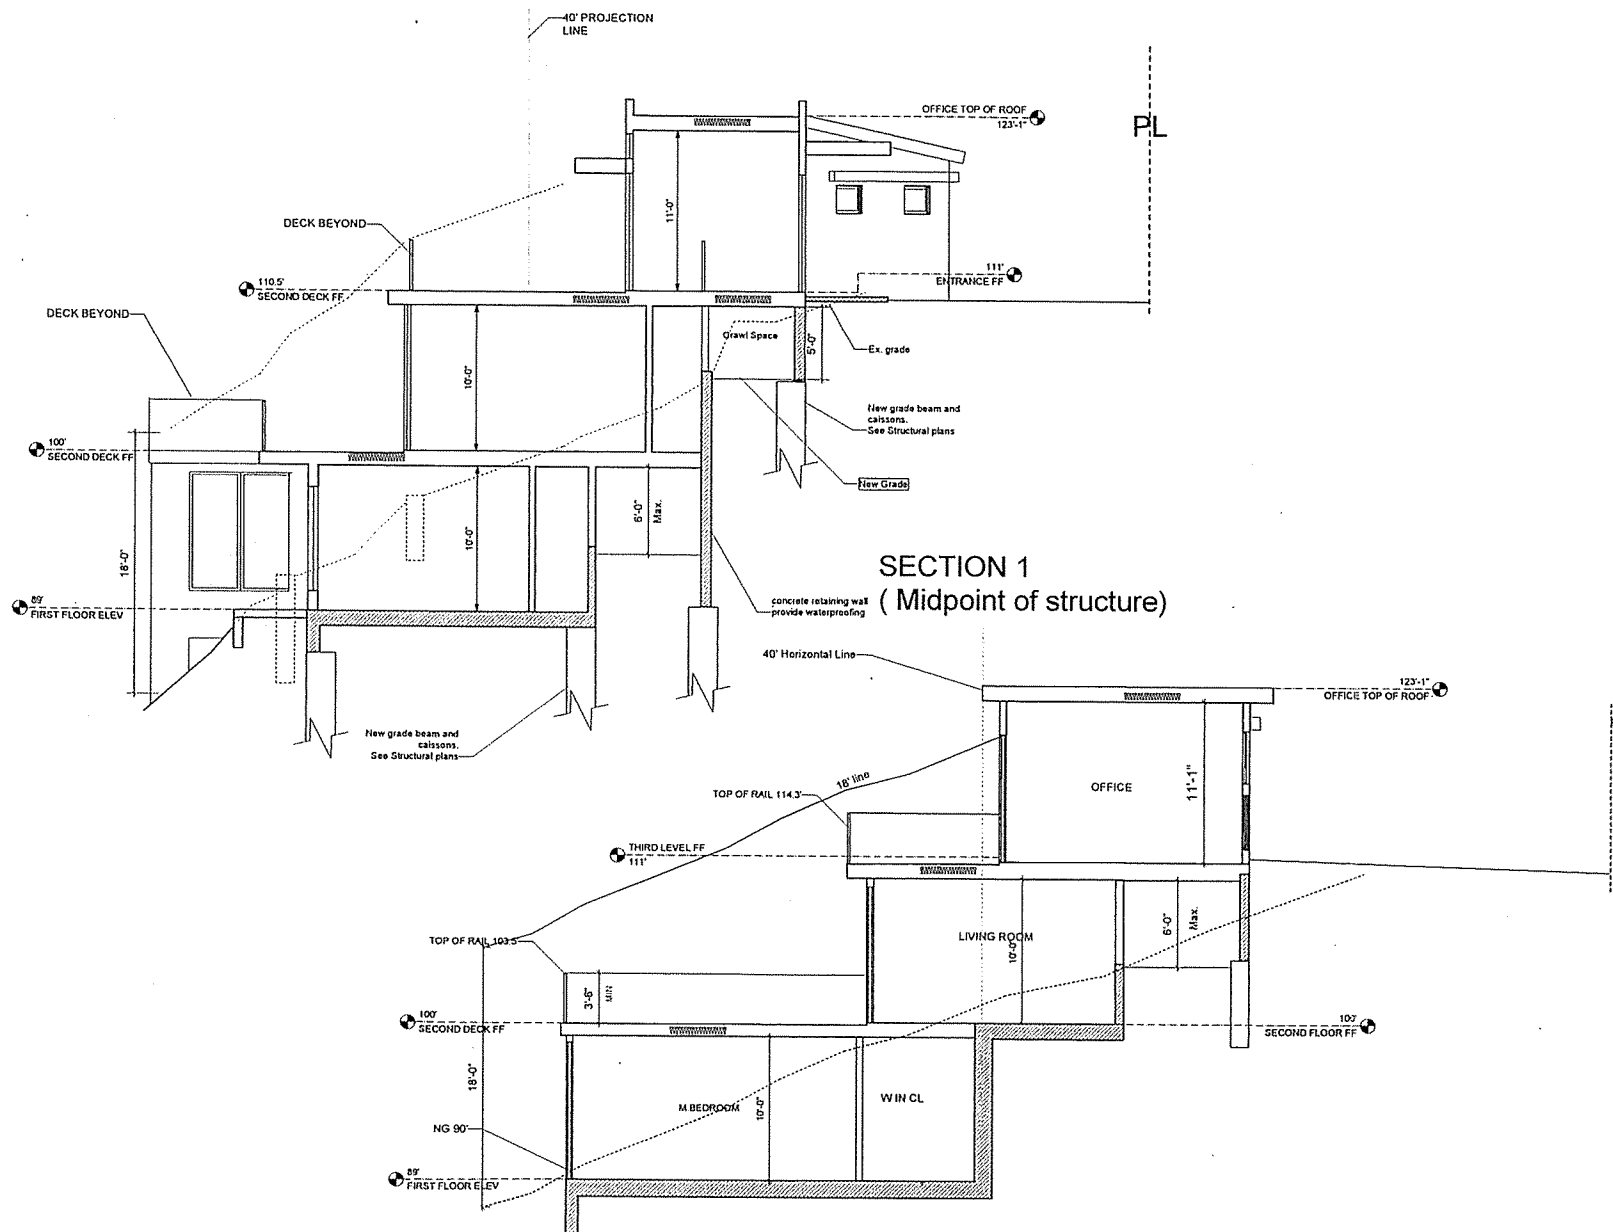 40' PROJECTION
LINE
OFFICE TOP OF ROOF
123'-1"
PL
11'-0"
DECK BEYOND
111'
ENTRANCE FF
110.5'
SECOND DECK FF
DECK BEYOND
Crawl Space
5'-0"
Ex. grade
10'-0"
New grade beam and
caissons.
See Structural plans
100'
SECOND DECK FF
New Grade
6'-0"
Max.
10'-0"
18'-0"
SECTION 1
( Midpoint of structure)
89'
FIRST FLOOR ELEV
concrete retaining wall
provide waterproofing
40' Horizontal Line
123'-1"
OFFICE TOP OF ROOF
New grade beam and
caissons.
See Structural plans
18' line
TOP OF RAIL 114.3'
OFFICE
11'-1"
THIRD LEVEL FF
111'
TOP OF RAIL 103.5
LIVING ROOM
10'-0"
6'-0"
Max.
3'-6"
MIN
100'
SECOND DECK FF
100'
SECOND FLOOR FF
18'-0"
M.BEDROOM
10'-0"
W IN CL
NG 90'
89'
FIRST FLOOR ELEV